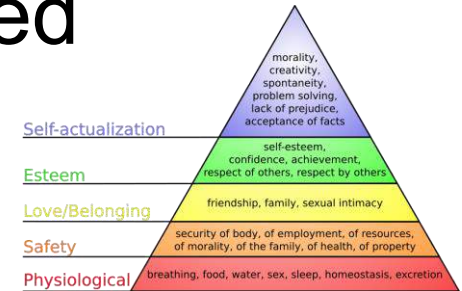 ed
morality,
creativity,
spontaneity,
problem solving,
lack of prejudice,
acceptance of facts
Self-actualization
self-esteem,
confidence, achievement,
respect of others, respect by others
Esteem
friendship, family, sexual intimacy
Love/Belonging
security of body, of employment, of resources,
of morality, of the family, of health, of property
Safety
breathing, food, water, sex, sleep, homeostasis, excretion
Physiological